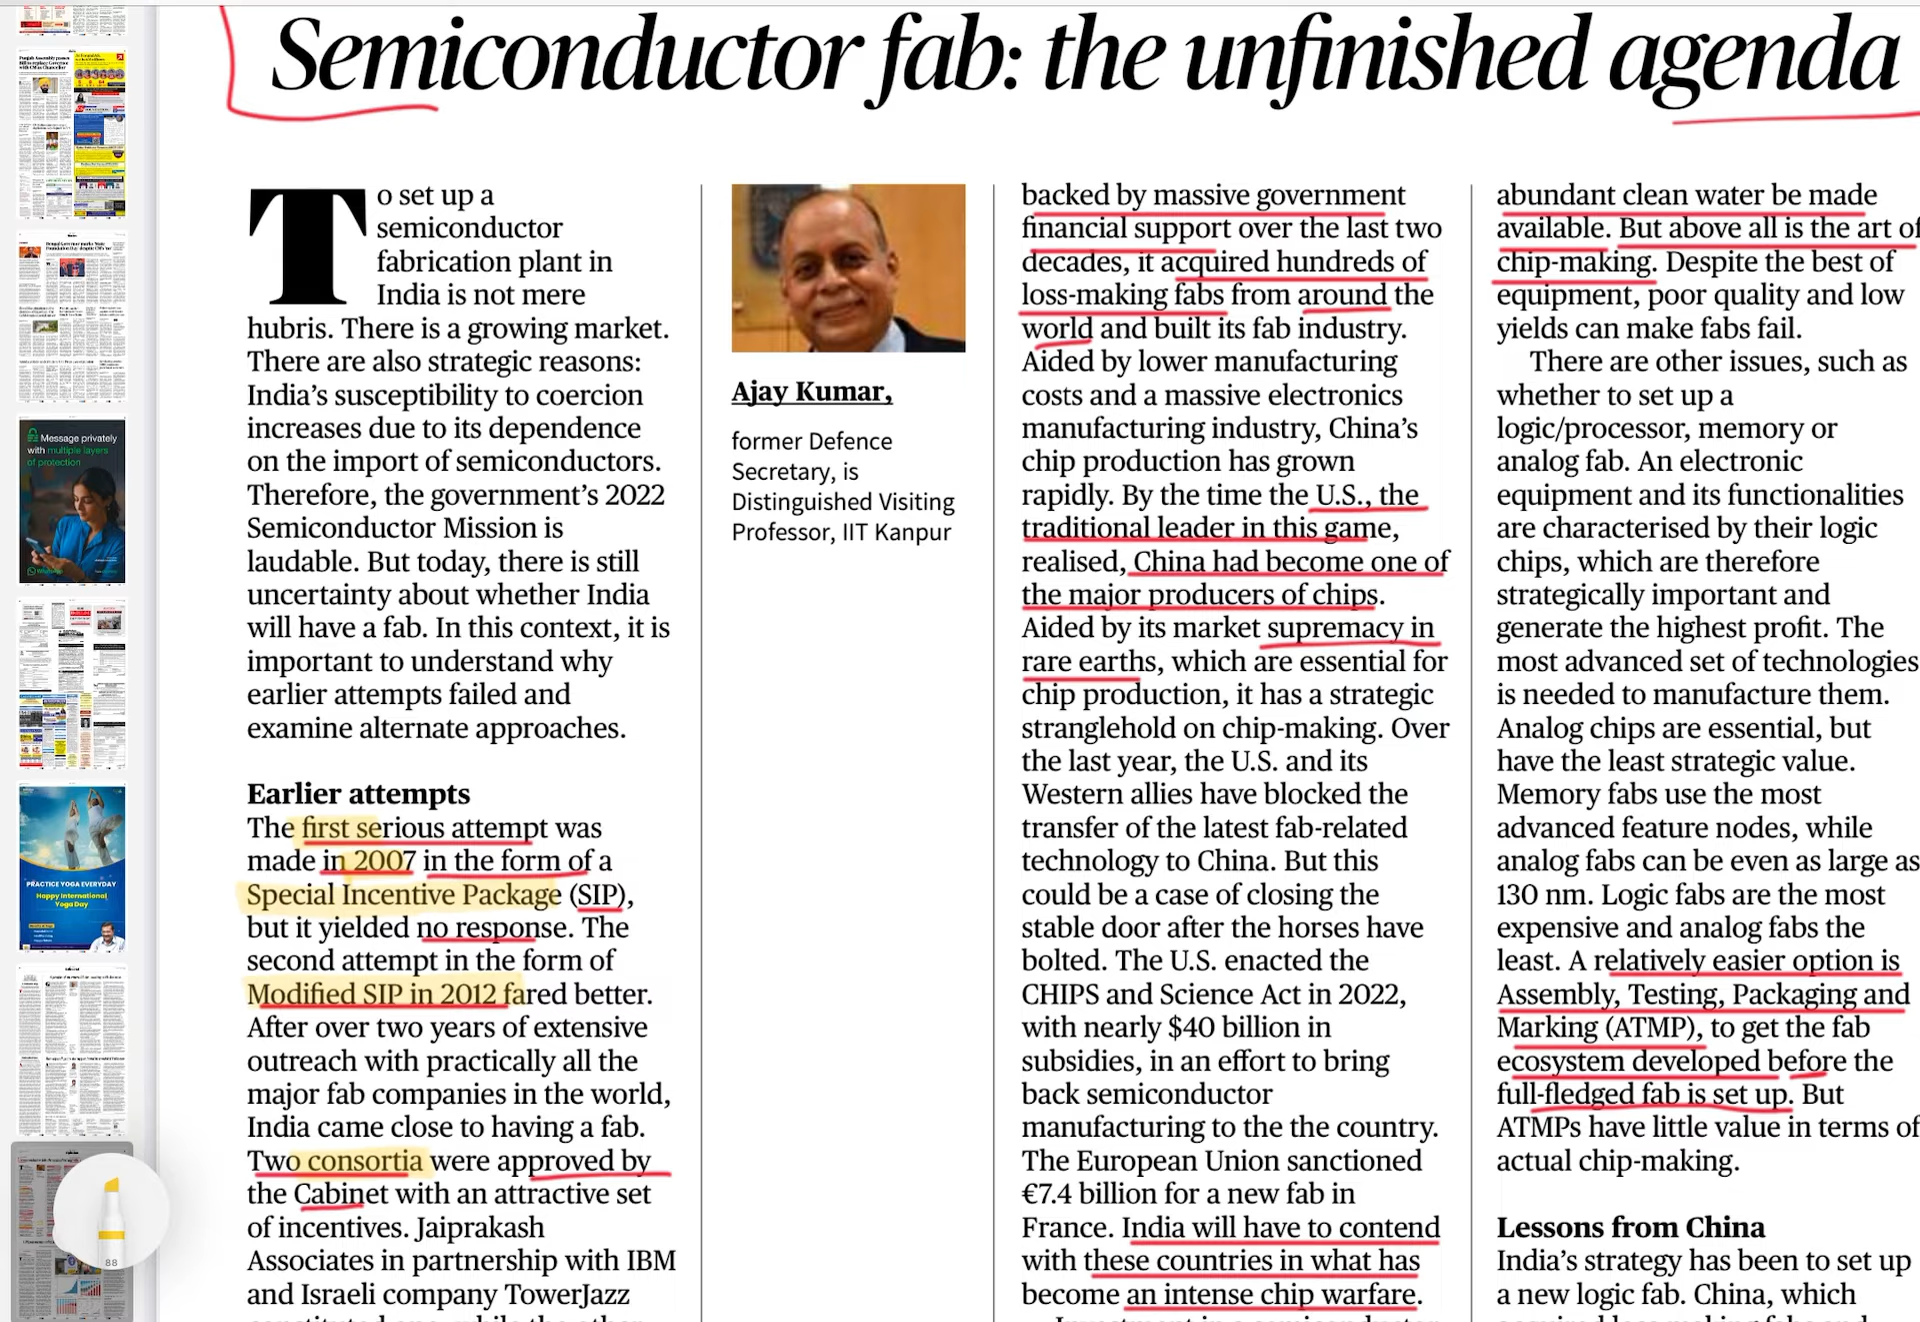 Semiconductor fab: the unfinished agenda
To set up a
semiconductor
fabrication plant in
India is not mere
hubris. There is a growing market.
There are also strategic reasons:
India’s susceptibility to coercion
increases due to its dependence
on the import of semiconductors.
Therefore, the government’s 2022
Semiconductor Mission is
laudable. But today, there is still
uncertainty about whether India
will have a fab. In this context, it is
important to understand why
earlier attempts failed and
examine alternate approaches.
Earlier attempts
The first serious attempt was
made in 2007 in the form of a
Special Incentive Package (SIP),
but it yielded no response. The
second attempt in the form of
Modified SIP in 2012 fared better.
After over two years of extensive
outreach with practically all the
major fab companies in the world,
India came close to having a fab.
Two consortia were approved by
the Cabinet with an attractive set
of incentives. Jaiprakash
Associates in partnership with IBM
and Israeli company TowerJazz
Ajay Kumar,
former Defence
Secretary, is
Distinguished Visiting
Professor, IIT Kanpur
backed by massive government
financial support over the last two
decades, it acquired hundreds of
loss-making fabs from around the
world and built its fab industry.
Aided by lower manufacturing
costs and a massive electronics
manufacturing industry, China’s
chip production has grown
rapidly. By the time the U.S., the
traditional leader in this game,
realised, China had become one of
the major producers of chips.
Aided by its market supremacy in
rare earths, which are essential for
chip production, it has a strategic
stranglehold on chip-making. Over
the last year, the U.S. and its
Western allies have blocked the
transfer of the latest fab-related
technology to China. But this
could be a case of closing the
stable door after the horses have
bolted. The U.S. enacted the
CHIPS and Science Act in 2022,
with nearly $40 billion in
subsidies, in an effort to bring
back semiconductor
manufacturing to the the country.
The European Union sanctioned
€7.4 billion for a new fab in
France. India will have to contend
with these countries in what has
become an intense chip warfare.
abundant clean water be made
available. But above all is the art of
chip-making. Despite the best of
equipment, poor quality and low
yields can make fabs fail.
There are other issues, such as
whether to set up a
logic/processor, memory or
analog fab. An electronic
equipment and its functionalities
are characterised by their logic
chips, which are therefore
strategically important and
generate the highest profit. The
most advanced set of technologies
is needed to manufacture them.
Analog chips are essential, but
have the least strategic value.
Memory fabs use the most
advanced feature nodes, while
analog fabs can be even as large as
130 nm. Logic fabs are the most
expensive and analog fabs the
least. A relatively easier option is
Assembly, Testing, Packaging and
Marking (ATMP), to get the fab
ecosystem developed before the
full-fledged fab is set up. But
ATMPs have little value in terms of
actual chip-making.
Lessons from China
India’s strategy has been to set up
a new logic fab. China, which
Message privately
with multiple layers
of protection
WhatsApp
PRACTICE YOGA EVERYDAY
Happy International
Yoga Day
88